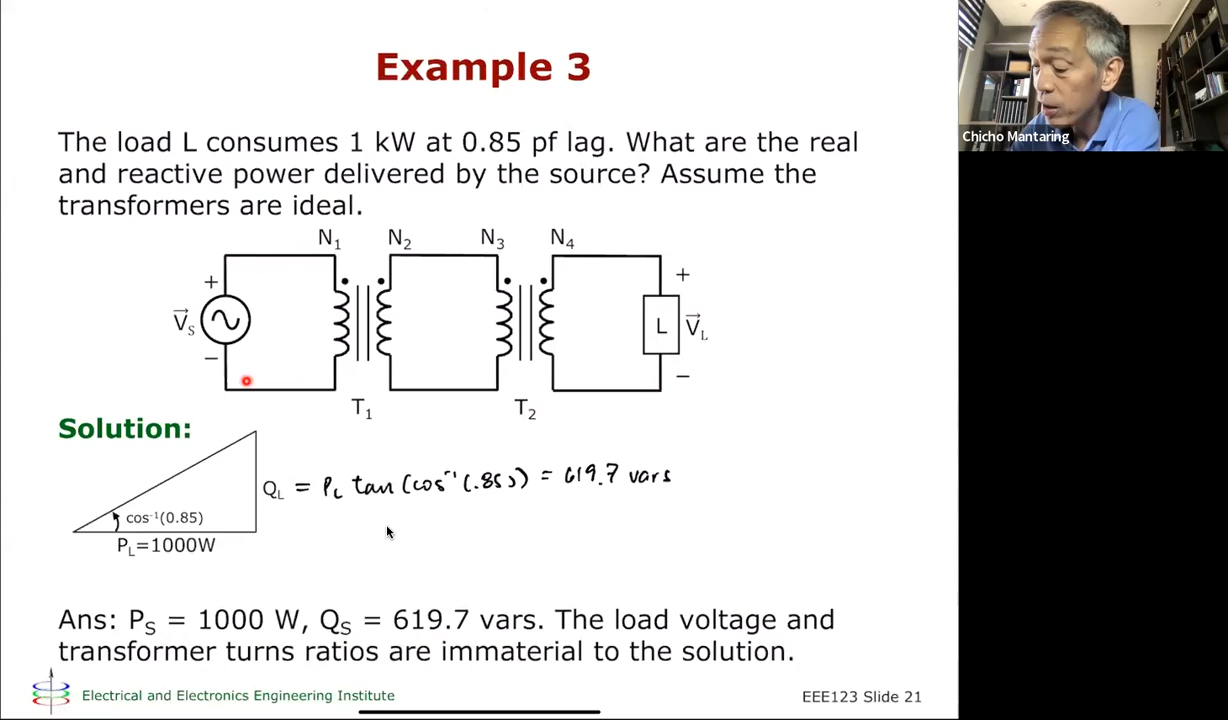 Example 3
Chicho Mantaring
The load L consumes 1 kW at 0.85 pf lag. What are the real
and reactive power delivered by the source? Assume the
transformers are ideal.
N₁ N₂ N₃ N₄
+ +
V⃗S L V⃗L
− −
T₁ T₂
Solution:
QL = PL tan (cos⁻¹ (.85)) = 619.7 vars
cos⁻¹(0.85)
PL=1000W
Ans: PS = 1000 W, QS = 619.7 vars. The load voltage and
transformer turns ratios are immaterial to the solution.
Electrical and Electronics Engineering Institute
EEE123 Slide 21